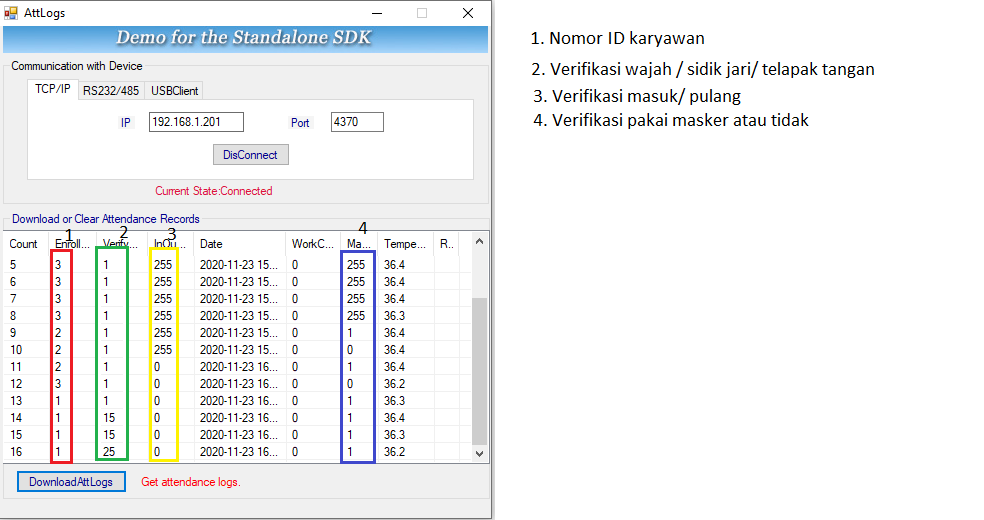 AttLogs
Demo for the Standalone SDK
Communication with Device
TCP/IP RS232/485 USBClient
IP 192.168.1.201 Port 4370
DisConnect
Current State:Connected
Download or Clear Attendance Records
1 2 3 4
Count Enroll... Verify... InOu... Date WorkC... Ma... Tempe... R..
5 3 1 255 2020-11-23 15... 0 255 36.4
6 3 1 255 2020-11-23 15... 0 255 36.4
7 3 1 255 2020-11-23 15... 0 255 36.4
8 3 1 255 2020-11-23 15... 0 255 36.3
9 2 1 255 2020-11-23 15... 0 1 36.4
10 2 1 255 2020-11-23 15... 0 0 36.4
11 2 1 0 2020-11-23 16... 0 1 36.4
12 3 1 0 2020-11-23 16... 0 0 36.2
13 1 1 0 2020-11-23 16... 0 1 36.3
14 1 15 0 2020-11-23 16... 0 1 36.4
15 1 15 0 2020-11-23 16... 0 1 36.3
16 1 25 0 2020-11-23 16... 0 1 36.2
DownloadAttLogs Get attendance logs.
1. Nomor ID karyawan
2. Verifikasi wajah / sidik jari/ telapak tangan
3. Verifikasi masuk/ pulang
4. Verifikasi pakai masker atau tidak